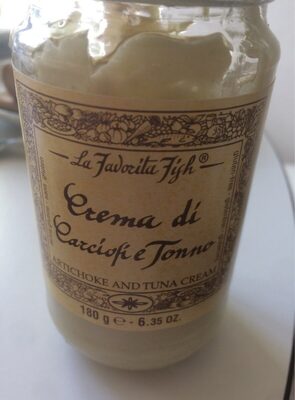 La Favorita Fish®
Crema di
Carciofi e Tonno
ARTICHOKE AND TUNA CREAM
180 g e - 6.35 OZ.